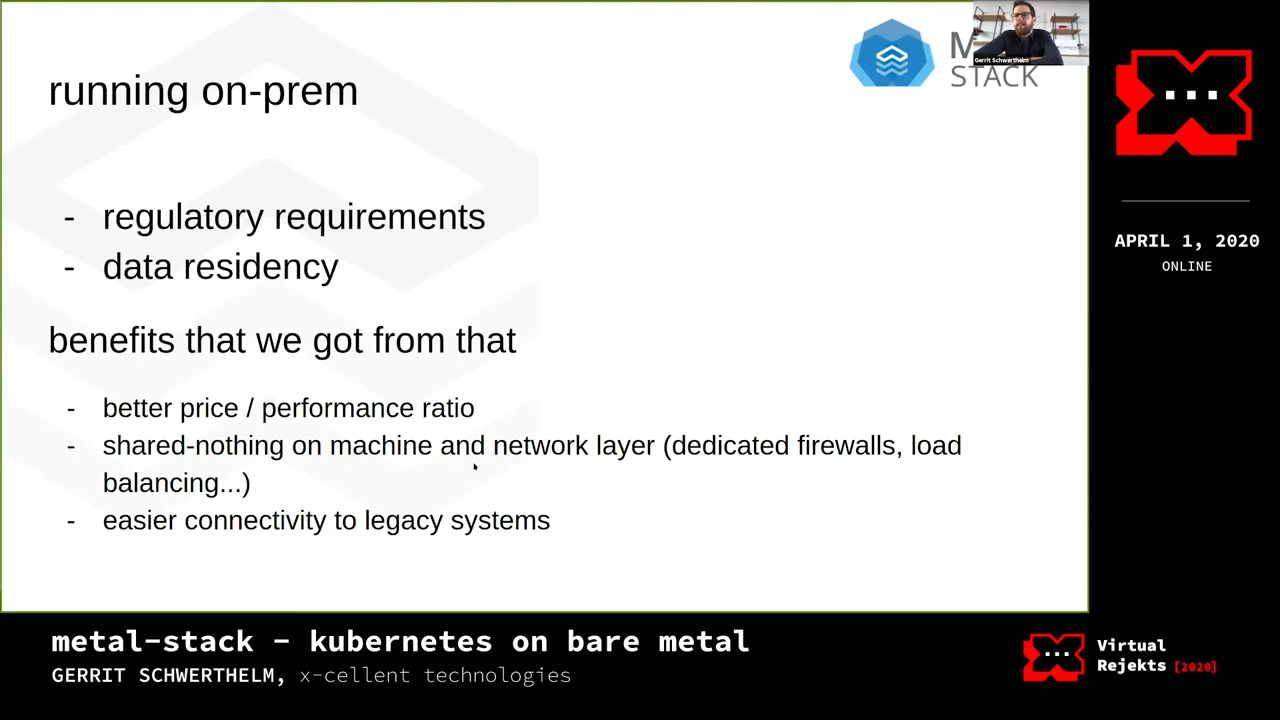 running on-prem
M
STACK
Gerrit Schwerthelm
- regulatory requirements
- data residency
benefits that we got from that
- better price / performance ratio
- shared-nothing on machine and network layer (dedicated firewalls, load
balancing...)
- easier connectivity to legacy systems
APRIL 1, 2020
ONLINE
metal-stack - kubernetes on bare metal
GERRIT SCHWERTHELM, x-cellent technologies
Virtual
Rejekts [2020]